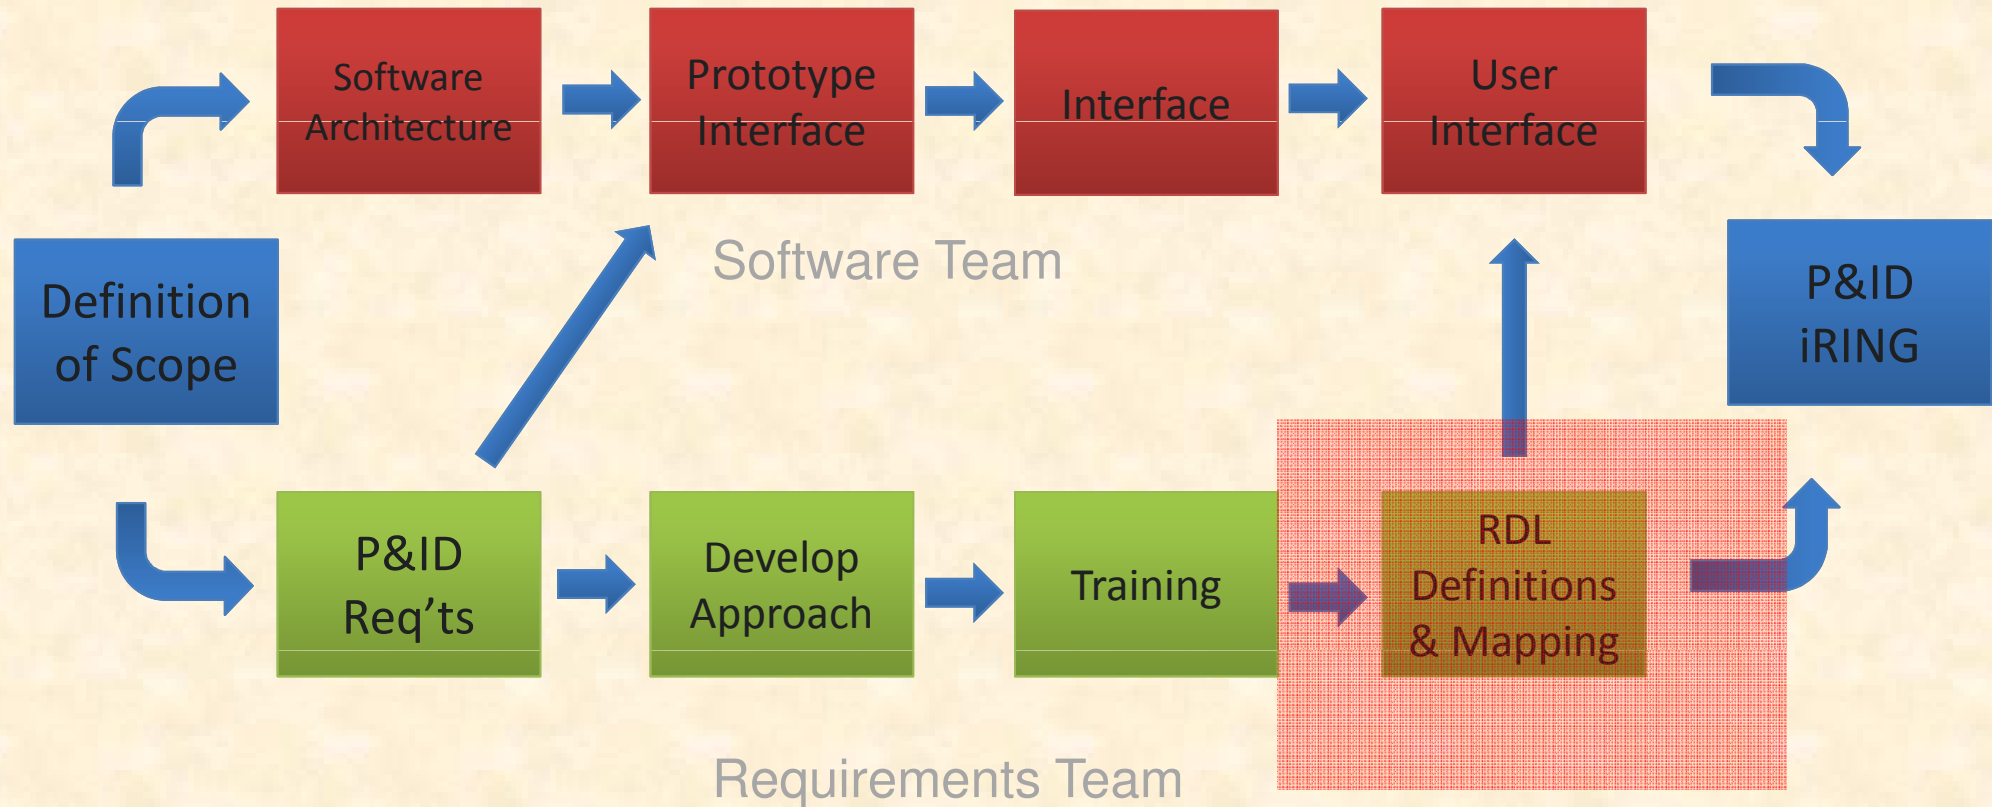 Software
Architecture
Prototype
Interface
Interface
User
Interface
Software Team
Definition
of Scope
P&ID
iRING
P&ID
Req’ts
Develop
Approach
Training
RDL
Definitions
& Mapping
Requirements Team